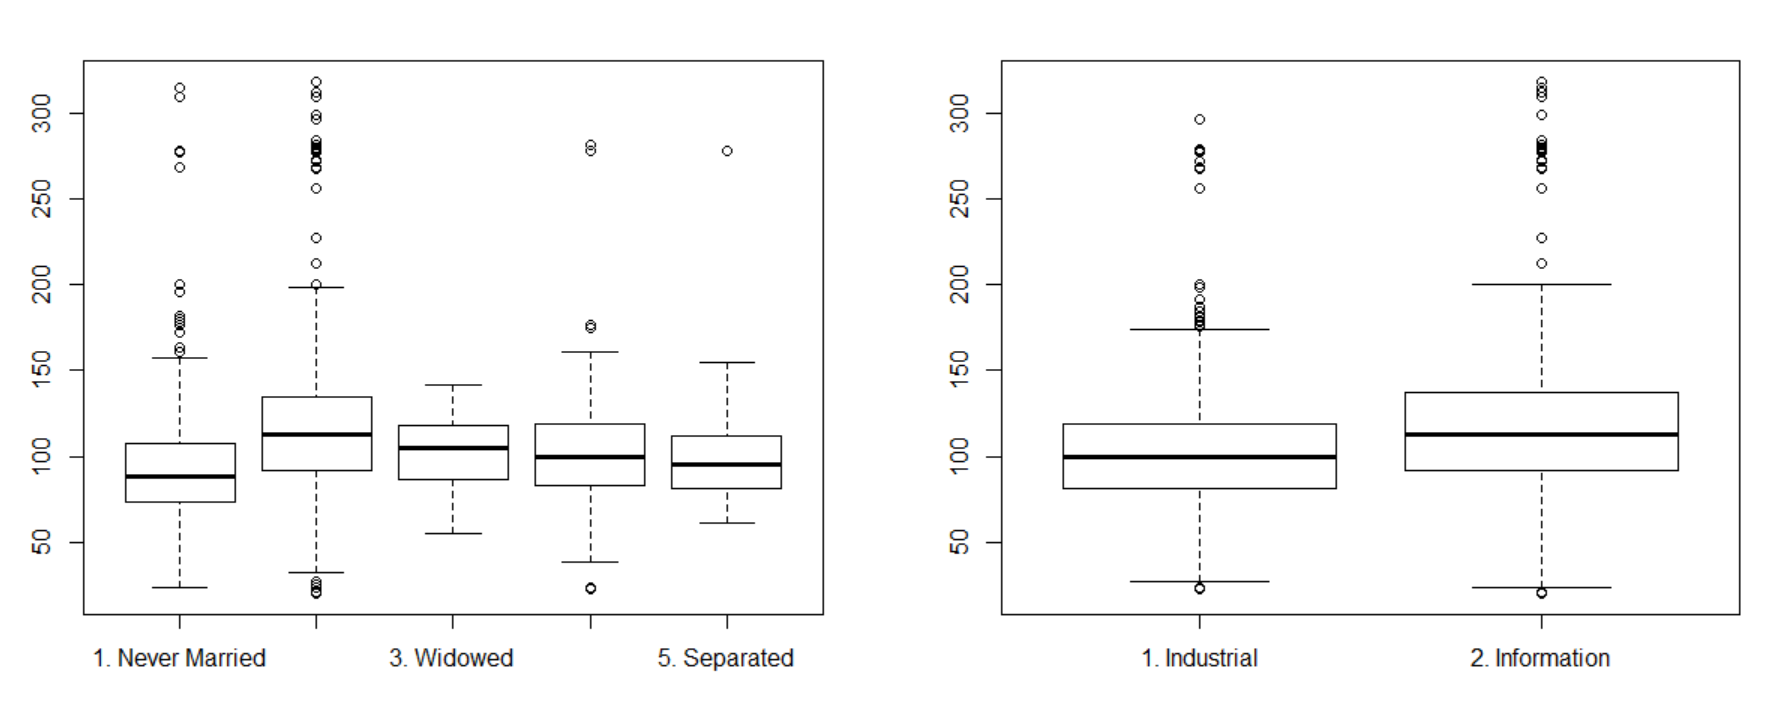 300
250
200
150
100
50
1. Never Married
3. Widowed
5. Separated
300
250
200
150
100
50
1. Industrial
2. Information